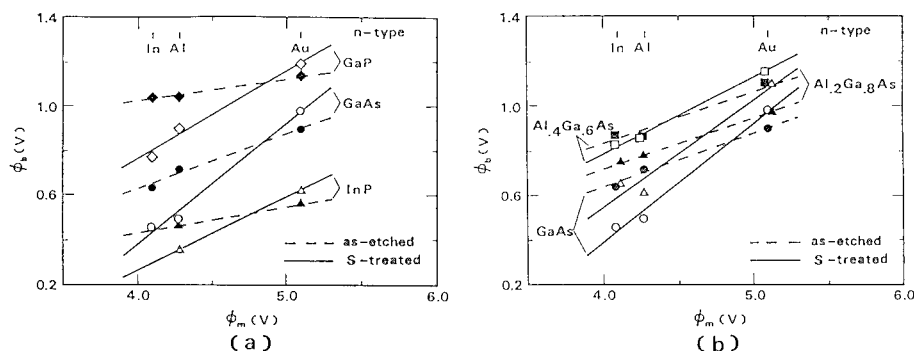 1.4
1.0
0.6
0.2
ϕb (V)
In Al
Au
n-type
GaP
GaAs
InP
as-etched
S-treated
4.0
5.0
6.0
ϕm (V)
(a)
1.4
1.0
0.6
0.2
ϕb (V)
In Al
Au
n-type
Al.2Ga.8As
Al.4Ga.6As
GaAs
as-etched
S-treated
4.0
5.0
6.0
ϕm (V)
(b)